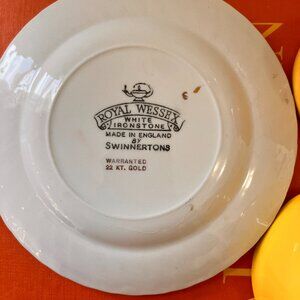 ROYAL WESSEX
WHITE
IRONSTONE
MADE IN ENGLAND
BY
SWINNERTONS
WARRANTED
22 KT. GOLD